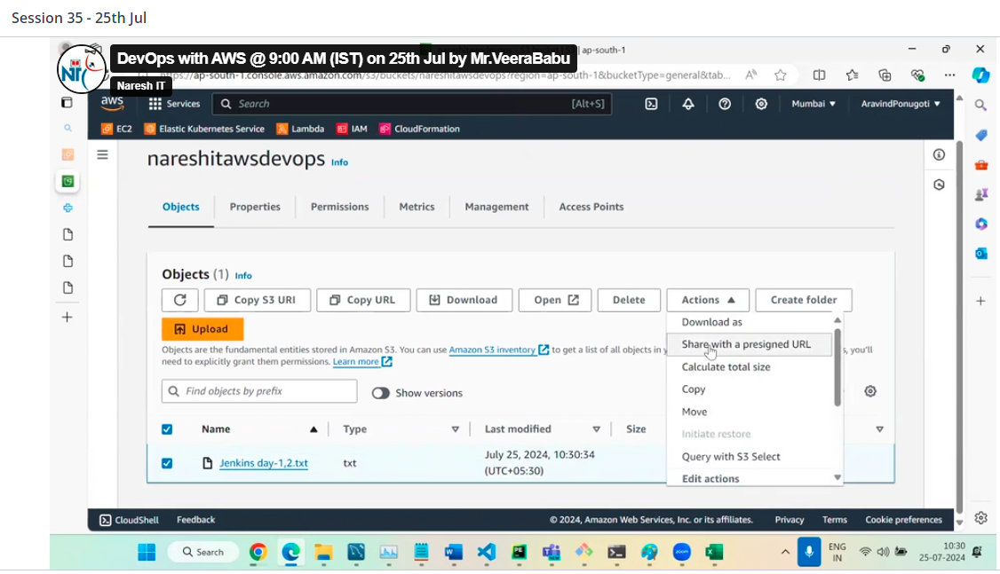 Session 35 - 25th Jul
DevOps with AWS @ 9:00 AM (IST) on 25th Jul by Mr.VeeraBabu
ap-south-1
NiT
Naresh IT
https://ap-south-1.console.aws.amazon.com/s3/buckets/nareshitawsdevops?region=ap-south-1&bucketType=general&tab...
aws
Services
Search
[Alt+S]
Mumbai
AravindPonugoti
EC2
Elastic Kubernetes Service
Lambda
IAM
CloudFormation
nareshitawsdevops Info
Objects
Properties
Permissions
Metrics
Management
Access Points
Objects (1) Info
Copy S3 URI
Copy URL
Download
Open
Delete
Actions
Create folder
Upload
Download as
Share with a presigned URL
Calculate total size
Copy
Move
Initiate restore
Query with S3 Select
Edit actions
Objects are the fundamental entities stored in Amazon S3. You can use Amazon S3 inventory to get a list of all objects in y s, you'll
need to explicitly grant them permissions. Learn more
Find objects by prefix
Show versions
Name
Type
Last modified
Size
Jenkins day-1,2.txt
txt
July 25, 2024, 10:30:34
(UTC+05:30)
CloudShell
Feedback
© 2024, Amazon Web Services, Inc. or its affiliates.
Privacy
Terms
Cookie preferences
Search
ENG
IN
10:30
25-07-2024